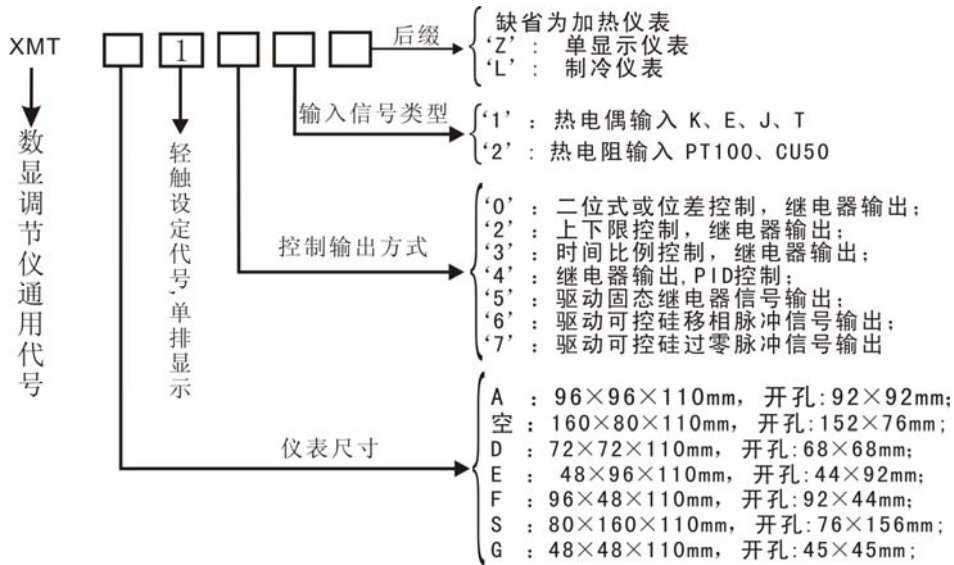 XMT
1
后缀
缺省为加热仪表
‘Z’: 单显示仪表
‘L’: 制冷仪表
输入信号类型
‘1’: 热电偶输入 K、E、J、T
‘2’: 热电阻输入 PT100、CU50
数显调节仪通用代号
轻触设定代号,单排显示
控制输出方式
‘0’: 二位式或位差控制, 继电器输出;
‘2’: 上下限控制, 继电器输出;
‘3’: 时间比例控制, 继电器输出;
‘4’: 继电器输出,PID控制;
‘5’: 驱动固态继电器信号输出;
‘6’: 驱动可控硅移相脉冲信号输出;
‘7’: 驱动可控硅过零脉冲信号输出
仪表尺寸
A : 96×96×110mm, 开孔:92×92mm;
空 : 160×80×110mm, 开孔:152×76mm;
D : 72×72×110mm, 开孔:68×68mm;
E : 48×96×110mm, 开孔:44×92mm;
F : 96×48×110mm, 开孔:92×44mm;
S : 80×160×110mm, 开孔:76×156mm;
G : 48×48×110mm, 开孔:45×45mm;